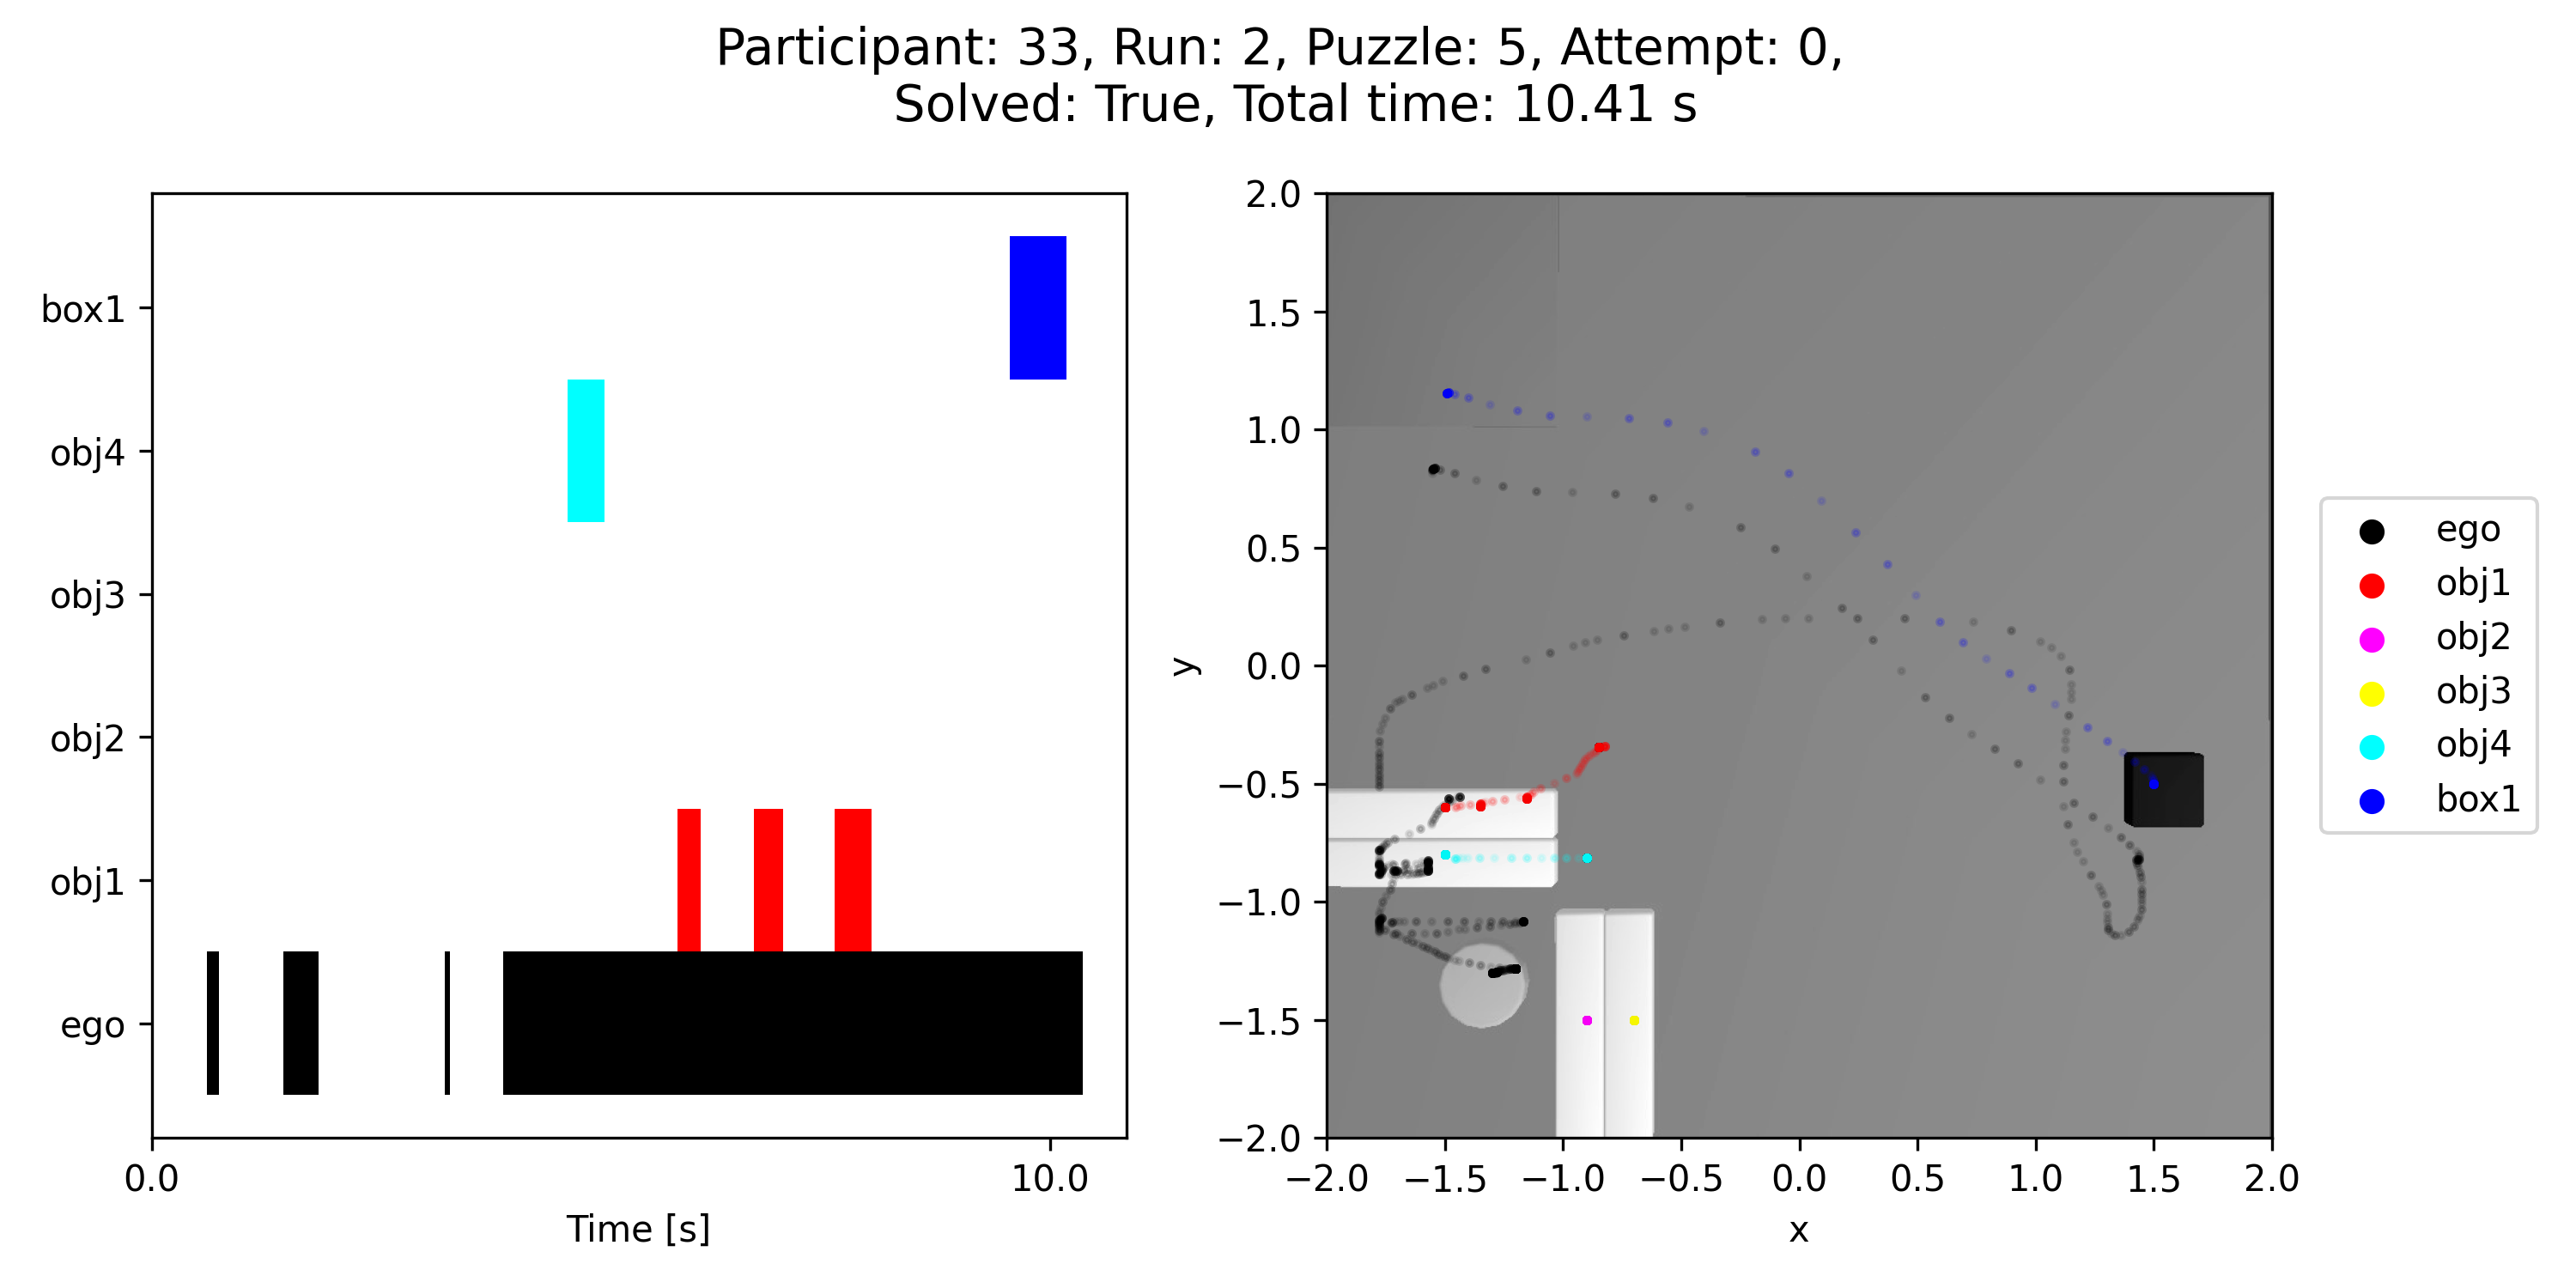 Participant: 33, Run: 2, Puzzle: 5, Attempt: 0,
Solved: True, Total time: 10.41 s
box1
obj4
obj3
obj2
obj1
ego
0.0
10.0
Time [s]
2.0
1.5
1.0
0.5
0.0
−0.5
−1.0
−1.5
−2.0
y
−2.0
−1.5
−1.0
−0.5
0.0
0.5
1.0
1.5
2.0
x
ego
obj1
obj2
obj3
obj4
box1